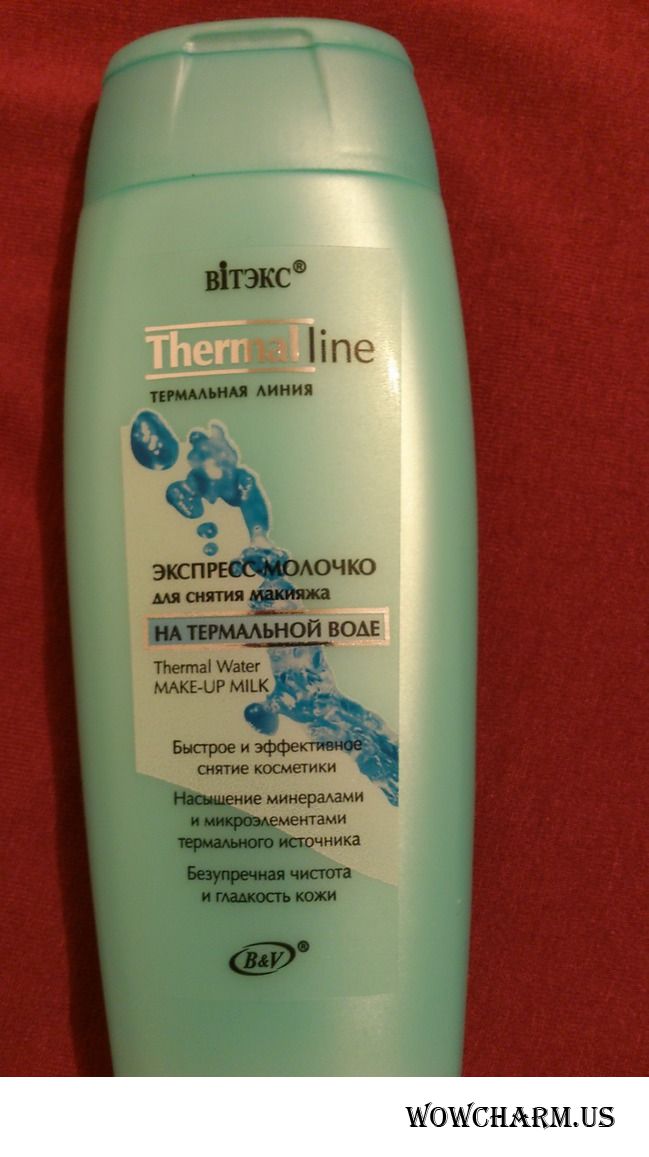 вiтэкс®
Thermal line
ТЕРМАЛЬНАЯ ЛИНИЯ
ЭКСПРЕСС-МОЛОЧКО
для снятия макияжа
НА ТЕРМАЛЬНОЙ ВОДЕ
Thermal Water
MAKE-UP MILK
Быстрое и эффективное
снятие косметики
Насыщение минералами
и микроэлементами
термального источника
Безупречная чистота
и гладкость кожи
B&V®
WOWCHARM.US